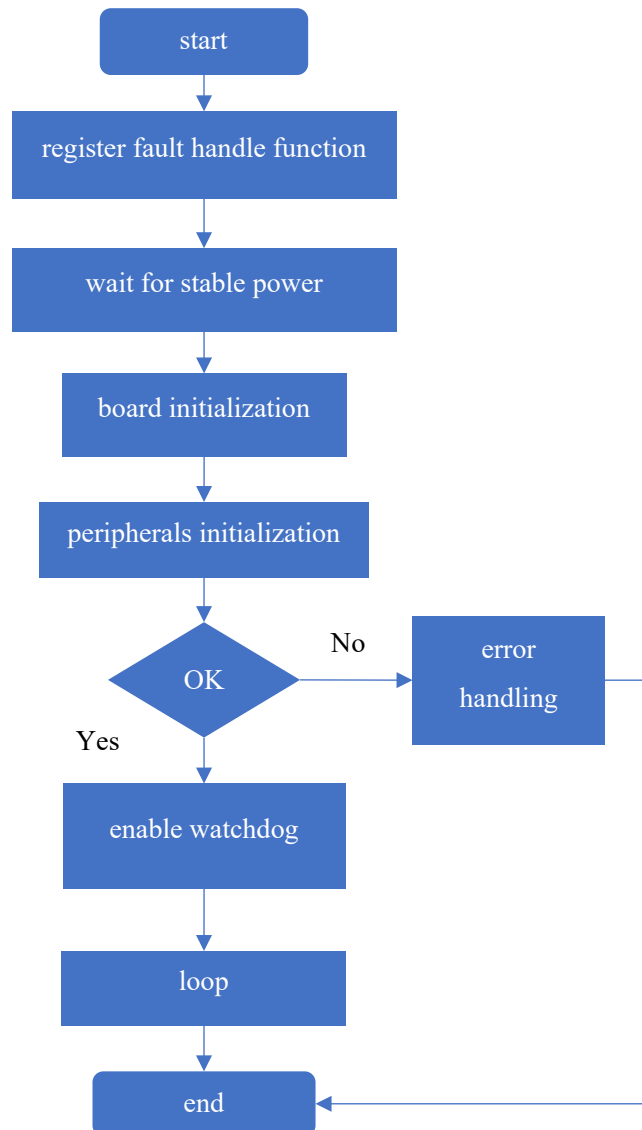 start
register fault handle function
wait for stable power
board initialization
peripherals initialization
OK
No
error
handling
Yes
enable watchdog
loop
end